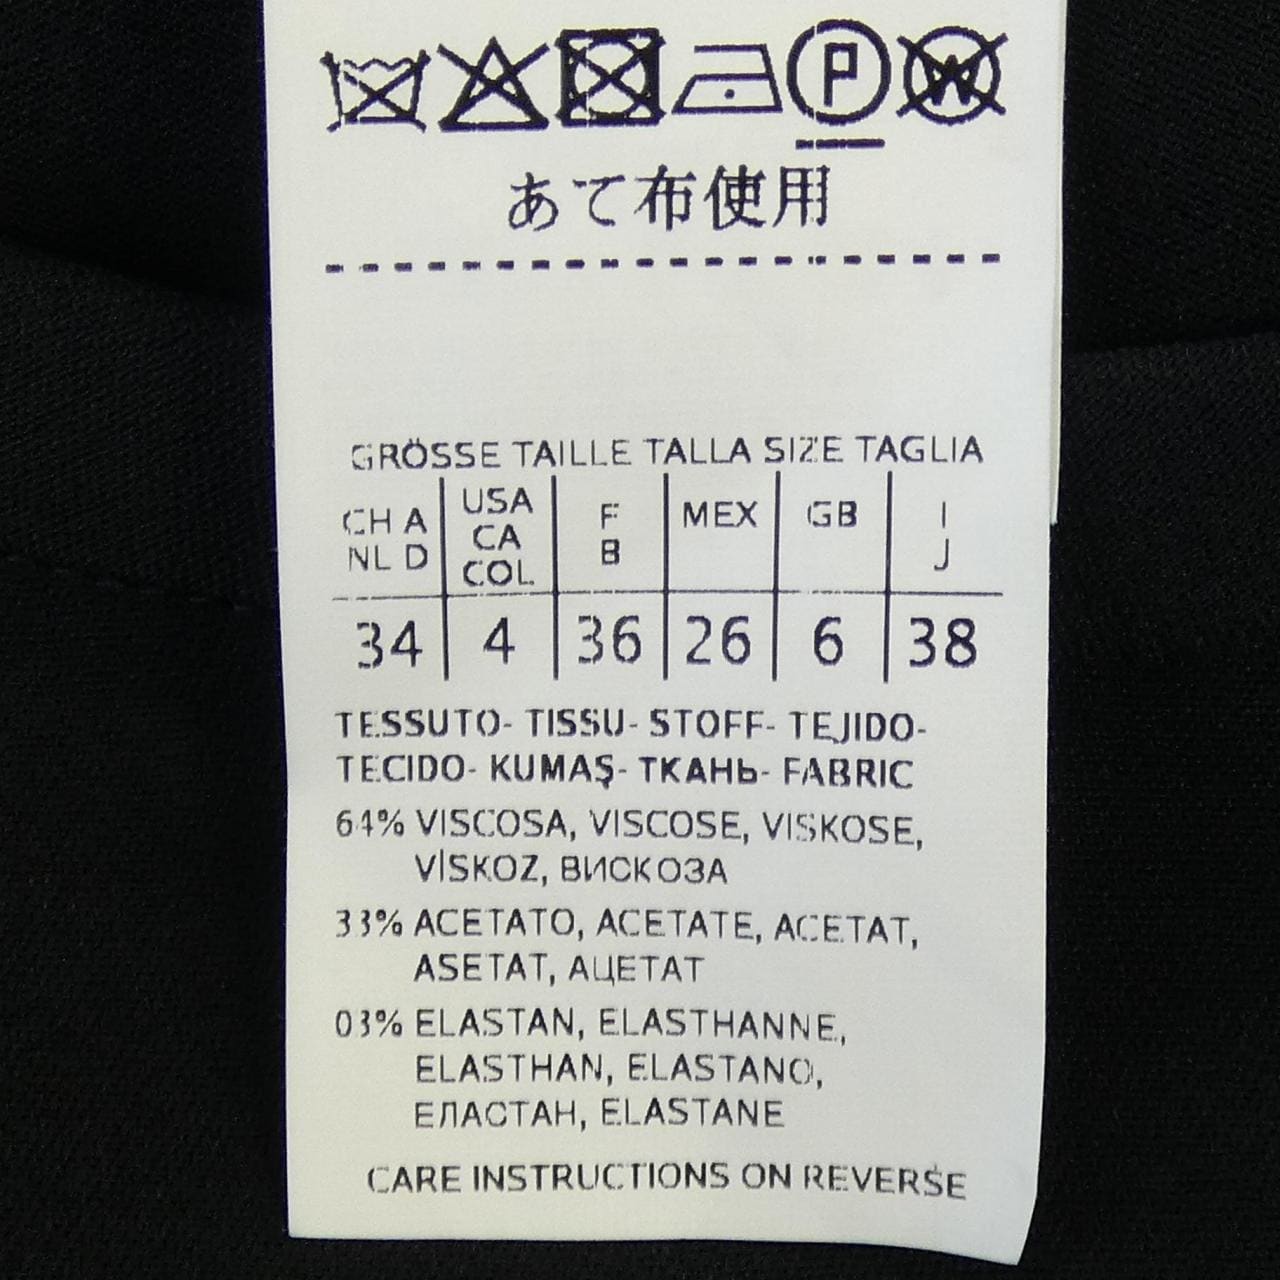 P W
あて布使用
GRÖSSE TAILLE TALLA SIZE TAGLIA
CH A NL D USA CA COL F B MEX GB I J
34 4 36 26 6 38
TESSUTO- TISSU- STOFF- TEJIDO-
TECIDO- KUMAŞ- ТКАНЬ- FABRIC
64% VISCOSA, VISCOSE, VISKOSE,
VISKOZ, ВИСКОЗА
33% ACETATO, ACETATE, ACETAT,
ASETAT, АЦЕТАТ
03% ELASTAN, ELASTHANNE,
ELASTHAN, ELASTANO,
ЕЛАСТАН, ELASTANE
CARE INSTRUCTIONS ON REVERSE